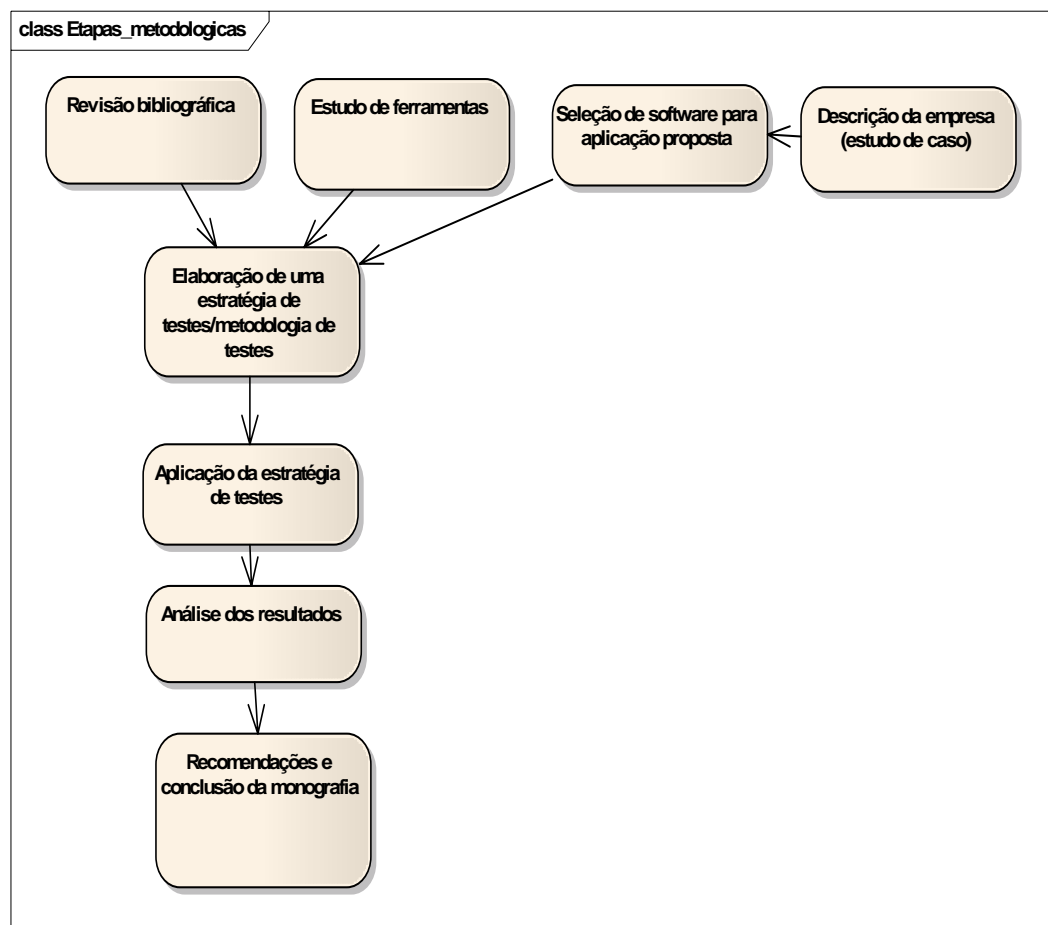 class Etapas_metodologicas
Revisão bibliográfica
Estudo de ferramentas
Seleção de software para
aplicação proposta
Descrição da empresa
(estudo de caso)
Elaboração de uma
estratégia de
testes/metodologia de
testes
Aplicação da estratégia
de testes
Análise dos resultados
Recomendações e
conclusão da monografia